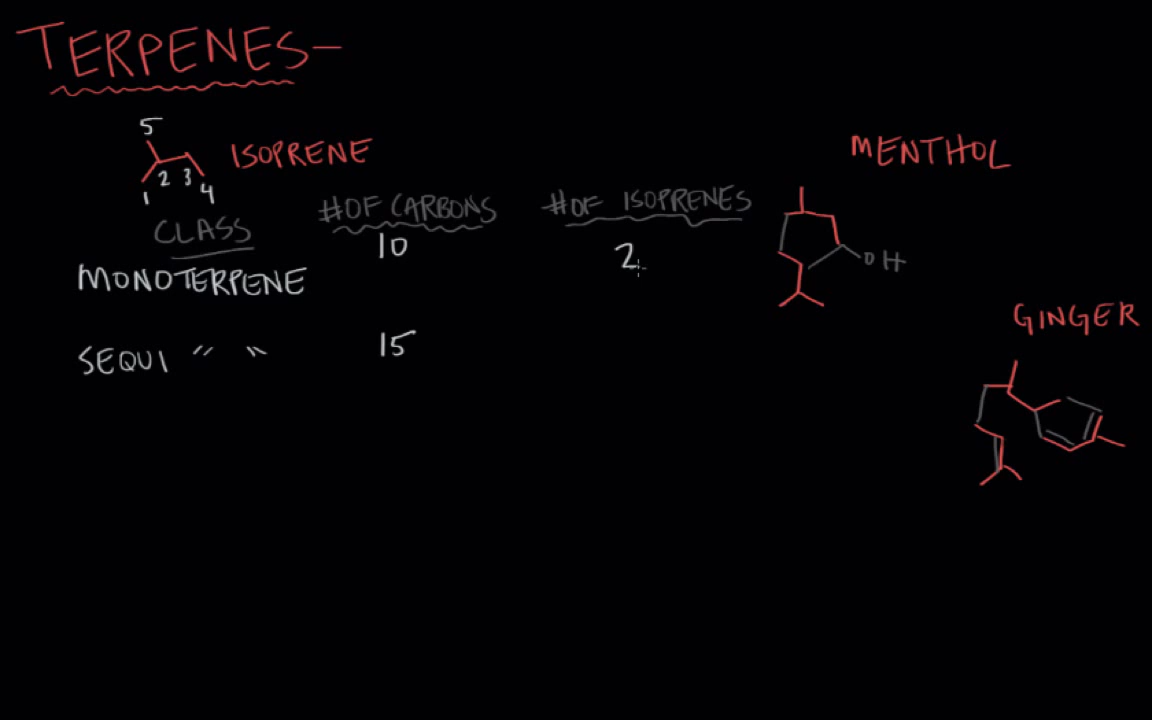 TERPENES—
5
ISOPRENE
1 2 3 4
MENTHOL
CLASS #OF CARBONS #OF ISOPRENES
MONOTERPENE 10 2
OH
GINGER
SEQUI " " 15